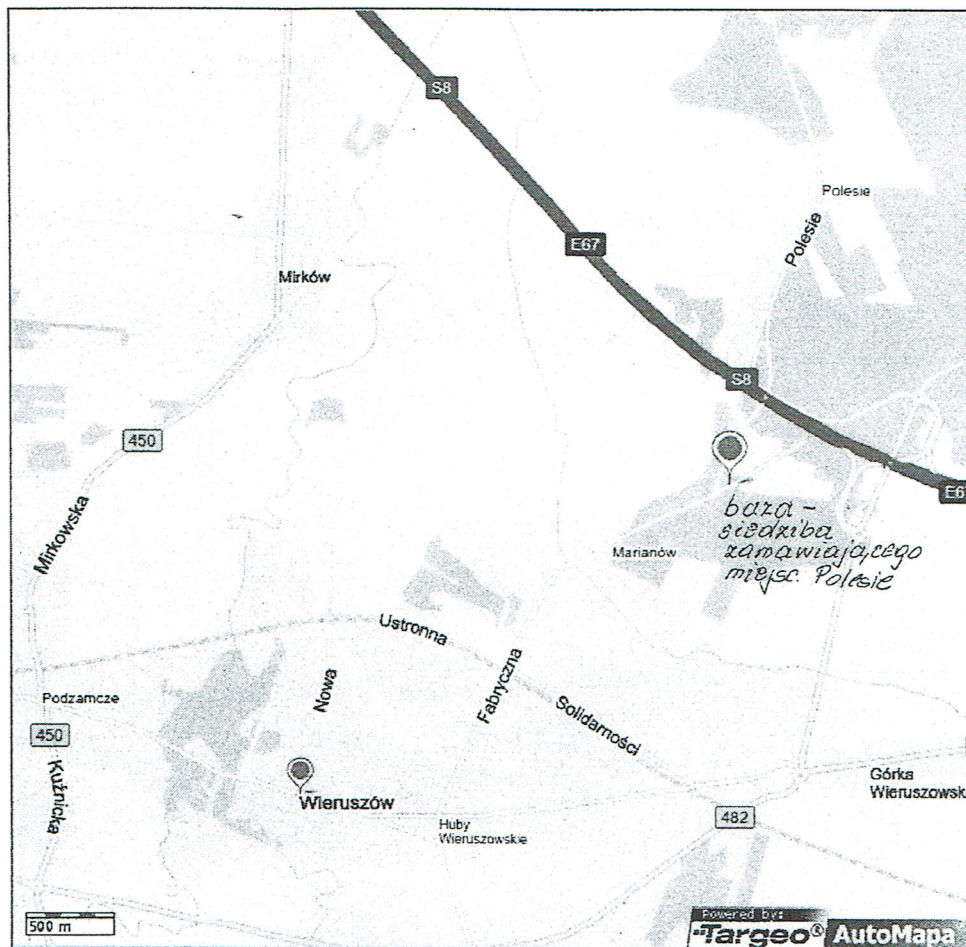 S8
Polesie
Polesie
E67
Mirków
S8
450
E6
baza -
siedziba
zamawiającego
miejsc. Polesie
Mirkowska
Marianów
Ustronna
Nowa
Fabryczna
Solidarności
Podzamcze
450
Kuźnicka
Wieruszów
Górka
Wieruszowsk
Huby
Wieruszowskie
482
500 m
Powered by:
Targeo® AutoMapa